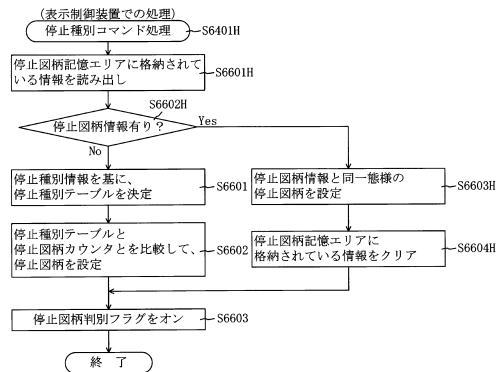 (表示制御装置での処理)
停止種別コマンド処理
S6401H
停止図柄記憶エリアに格納されて
いる情報を読み出し
S6601H
S6602H
停止図柄情報有り?
Yes
No
停止種別情報を基に、
停止種別テーブルを決定
S6601
停止図柄情報と同一態様の
停止図柄を設定
S6603H
停止種別テーブルと
停止図柄カウンタとを比較して、
停止図柄を設定
S6602
停止図柄記憶エリアに
格納されている情報をクリア
S6604H
停止図柄判別フラグをオン
S6603
終 了